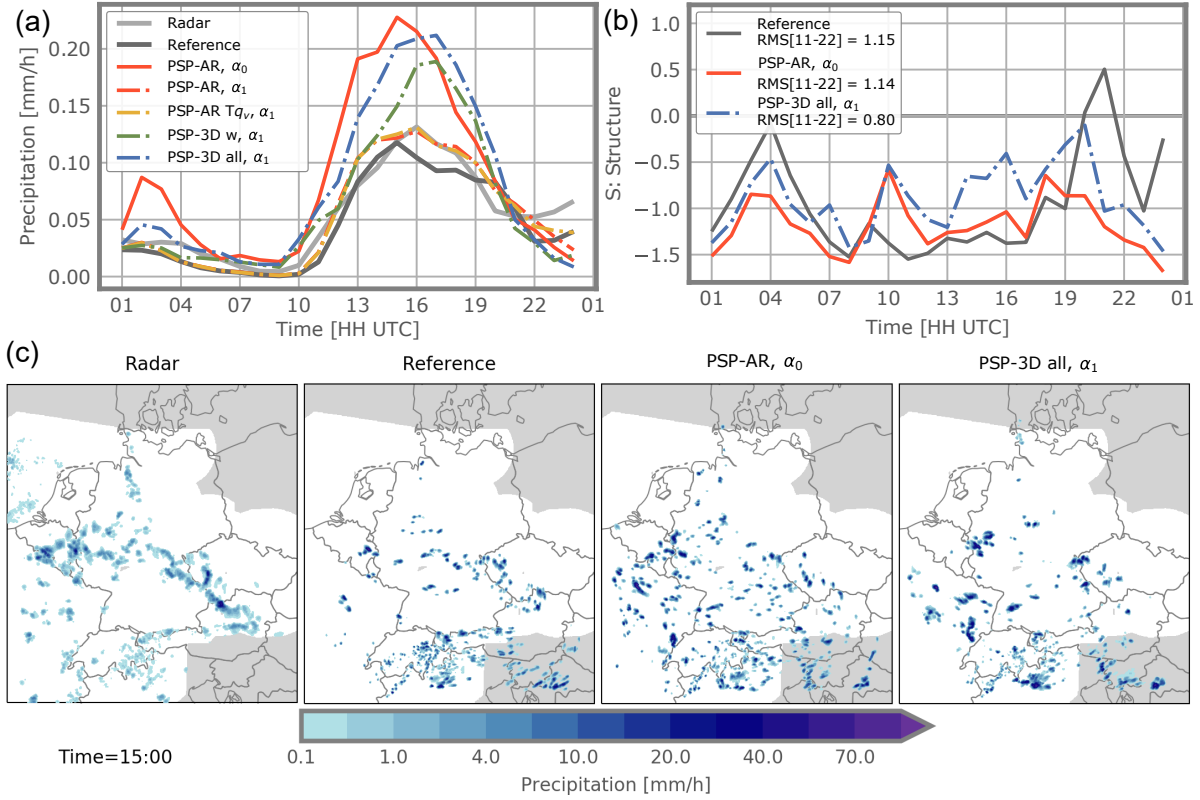 (a)
Radar
Reference
PSP-AR, α₀
PSP-AR, α₁
PSP-AR Tqᵥ, α₁
PSP-3D w, α₁
PSP-3D all, α₁
Precipitation [mm/h]
0.20
0.15
0.10
0.05
0.00
01 04 07 10 13 16 19 22 01
Time [HH UTC]
(b)
Reference
RMS[11-22] = 1.15
PSP-AR, α₀
RMS[11-22] = 1.14
PSP-3D all, α₁
RMS[11-22] = 0.80
S: Structure
1.0
0.5
0.0
−0.5
−1.0
−1.5
01 04 07 10 13 16 19 22 01
Time [HH UTC]
(c)
Radar Reference PSP-AR, α₀ PSP-3D all, α₁
Time=15:00
0.1 1.0 4.0 10.0 20.0 40.0 70.0
Precipitation [mm/h]